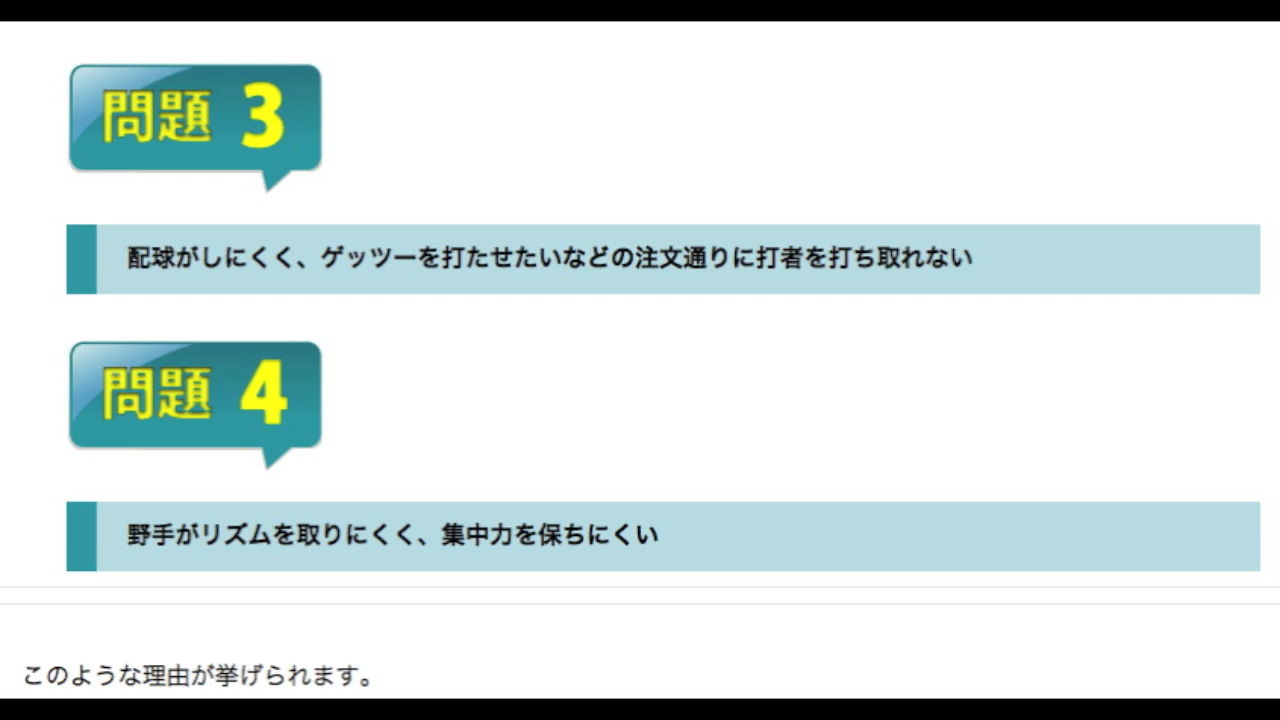 問題 3
配球がしにくく、ゲッツーを打たせたいなどの注文通りに打者を打ち取れない
問題 4
野手がリズムを取りにくく、集中力を保ちにくい
このような理由が挙げられます。